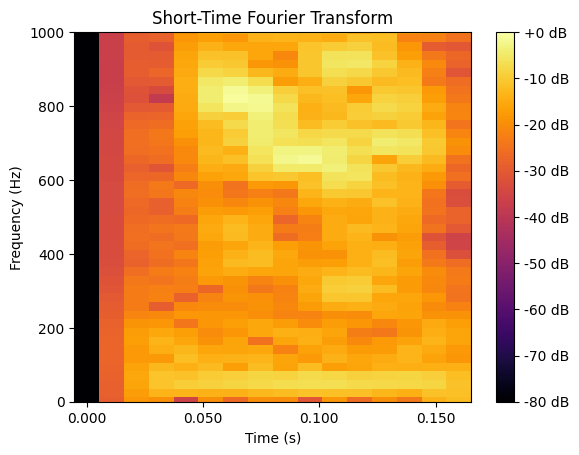 Short-Time Fourier Transform
1000
800
600
400
200
0
Frequency (Hz)
0.000
0.050
0.100
0.150
Time (s)
+0 dB
-10 dB
-20 dB
-30 dB
-40 dB
-50 dB
-60 dB
-70 dB
-80 dB